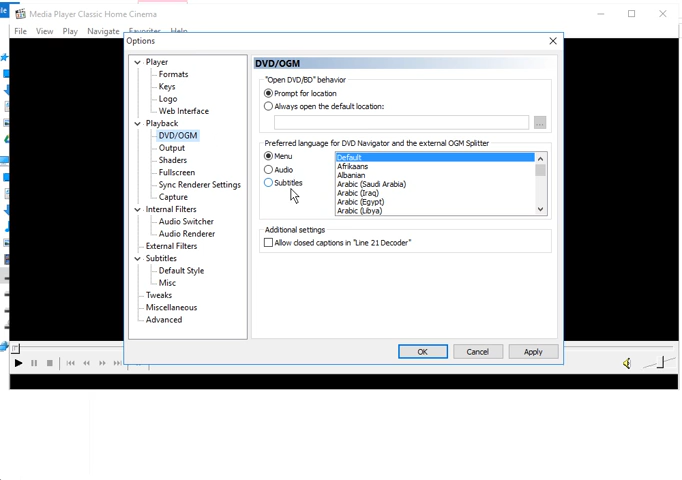 ile
Media Player Classic Home Cinema
File View Play Navigate Favorites Help
Options
Player
Formats
Keys
Logo
Web Interface
Playback
DVD/OGM
Output
Shaders
Fullscreen
Sync Renderer Settings
Capture
Internal Filters
Audio Switcher
Audio Renderer
External Filters
Subtitles
Default Style
Misc
Tweaks
Miscellaneous
Advanced
DVD/OGM
"Open DVD/BD" behavior
Prompt for location
Always open the default location:
...
Preferred language for DVD Navigator and the external OGM Splitter
Menu
Audio
Subtitles
Default
Afrikaans
Albanian
Arabic (Saudi Arabia)
Arabic (Iraq)
Arabic (Egypt)
Arabic (Libya)
Additional settings
Allow closed captions in "Line 21 Decoder"
OK Cancel Apply